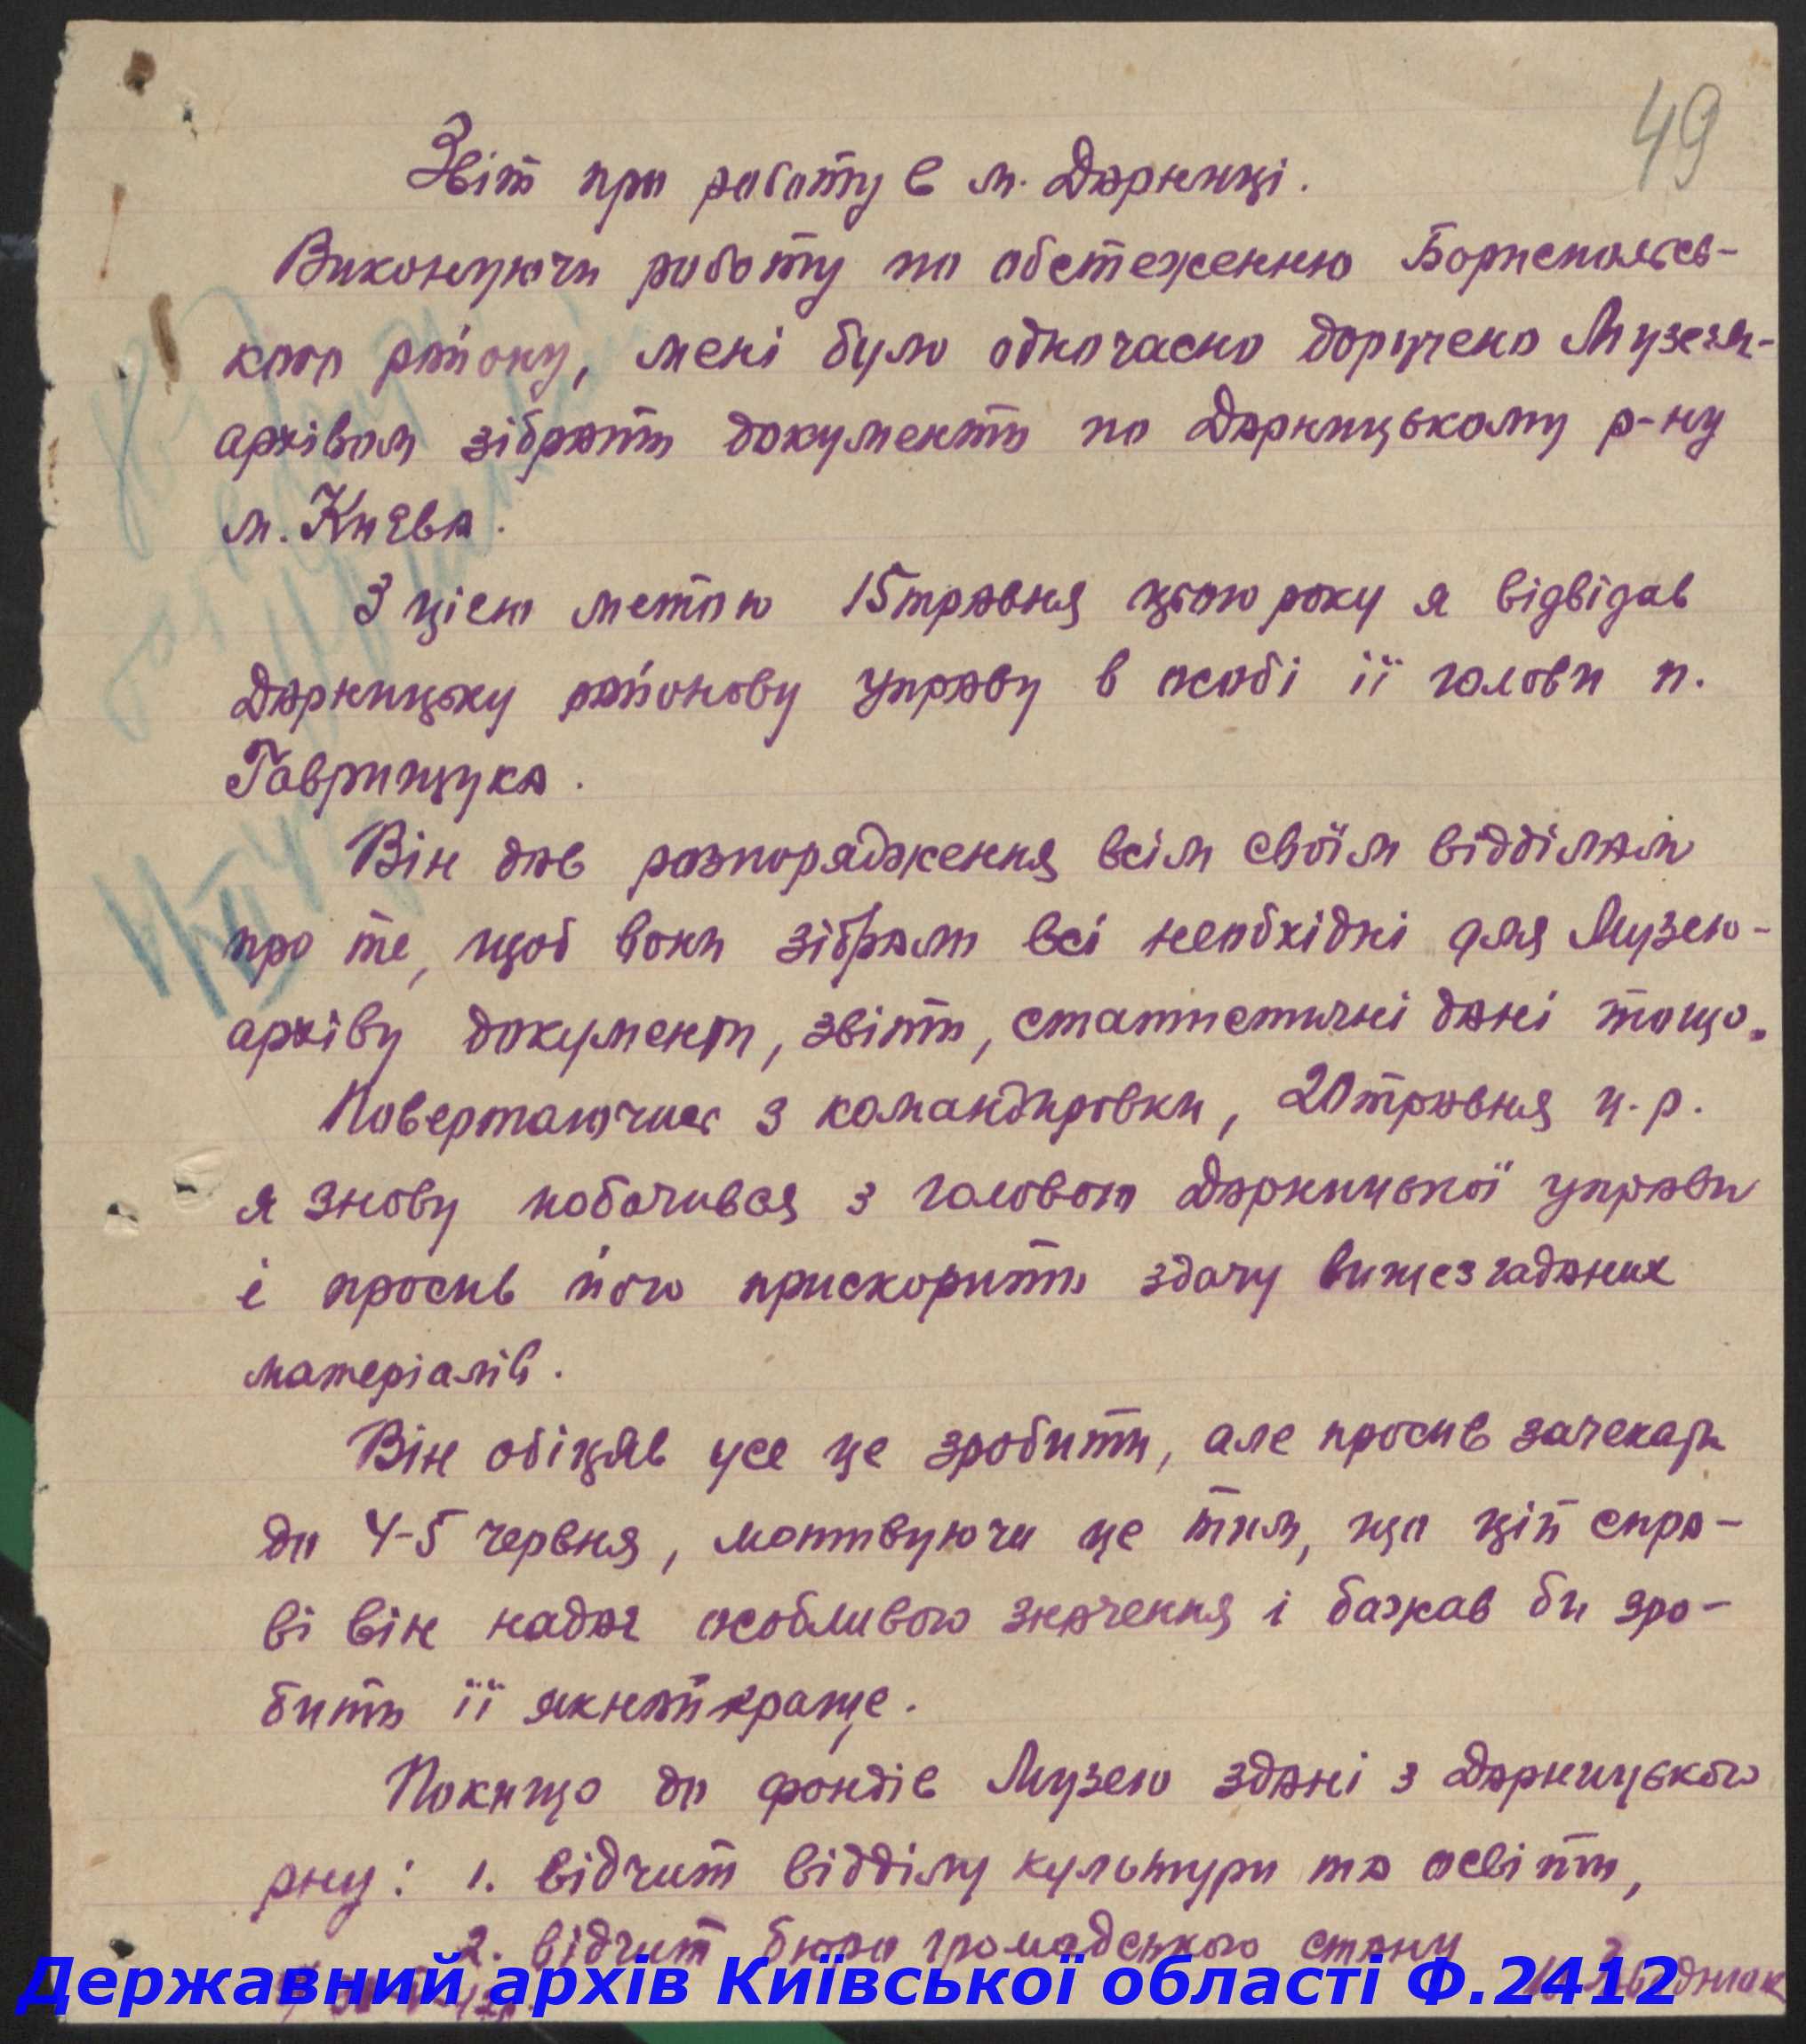 49
Звіт про работу в м. Дарниці.
Виконуючи работу по обстеженню Бориспольсь-
кого району, мені було одночасно доручено Музеєм-
архівом зібрати документи по Дарницькому р-ну
м. Києва.
З цією метою 15 травня цього року я відвідав
Дарницьку районову управу в особі її голови п.
Гаврищука.
Він дав розпорядження всім своїм відділам
про те, щоб вони зібрали всі необхідні для Музею-
архіву документи, звіти, статистичні дані тощо.
Повертаючись з командировки, 20 травня ц.р.
я знову побачився з головою Дарницької управи
і просив його прискорити здачу вищезгаданих
матеріалів.
Він обіцяв усе це зробити, але просив зачекати
до 4-5 червня, мотивуючи це тим, що цій спра-
ві він надає особливого значення і бажав би зро-
бити її якнайкраще.
Покищо до фондів Музею здані з Дарницького
рну: 1. відчит відділу культури та освіти,
2. відчит бюро громадського стану
Державний архів Київської області Ф.2412